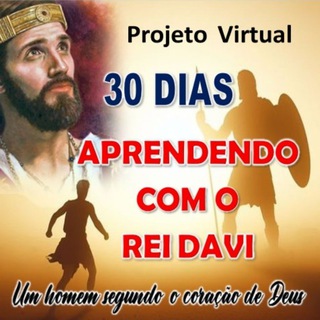 Projeto Virtual
30 DIAS
APRENDENDO
COM O
REI DAVI
Um homem segundo o coração de Deus